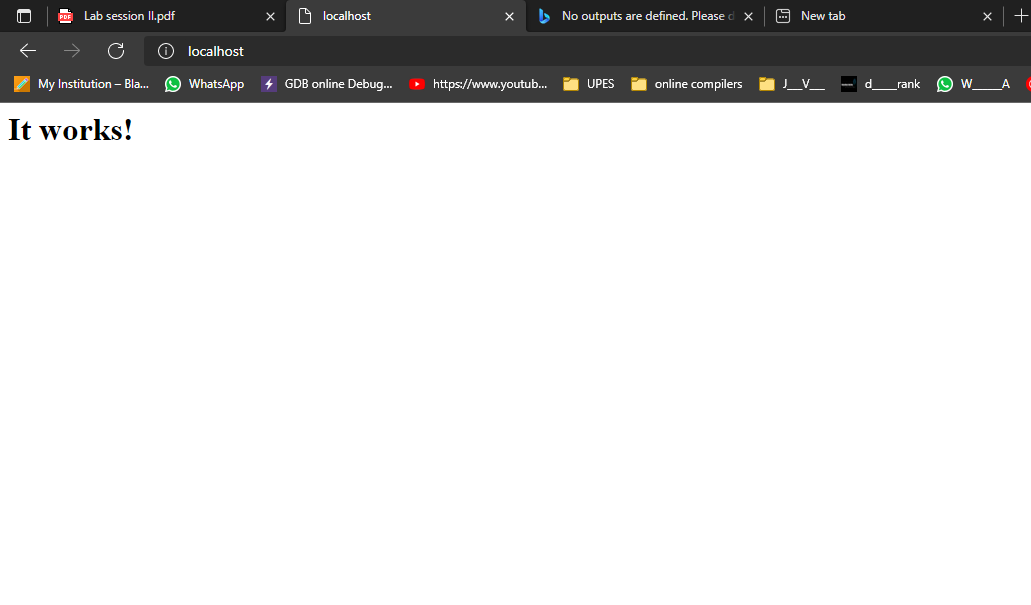 Lab session II.pdf
localhost
No outputs are defined. Please d
New tab
localhost
My Institution – Bla...
WhatsApp
GDB online Debug...
https://www.youtub...
UPES
online compilers
J__V__
d____rank
W_____A
It works!